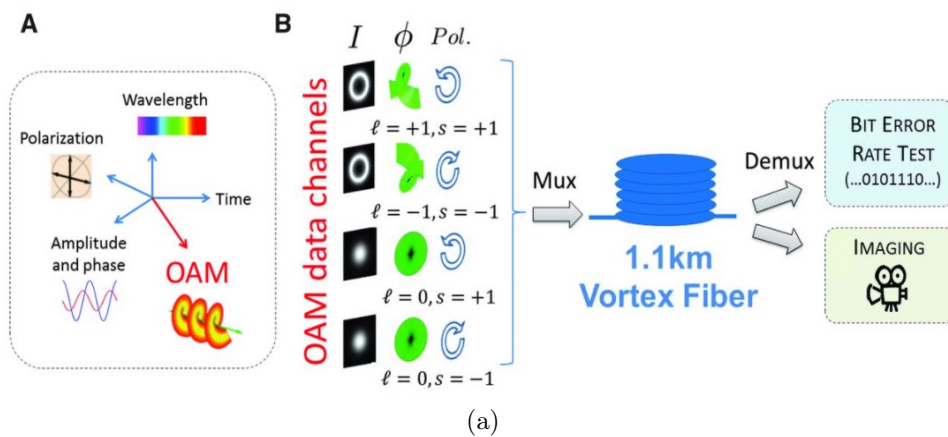 A
Wavelength
Polarization
Time
Amplitude
and phase
OAM
B
I ϕ Pol.
OAM data channels
ℓ = +1, s = +1
ℓ = −1, s = −1
ℓ = 0, s = +1
ℓ = 0, s = −1
Mux
1.1km
Vortex Fiber
Demux
BIT ERROR
RATE TEST
(...0101110...)
IMAGING
(a)